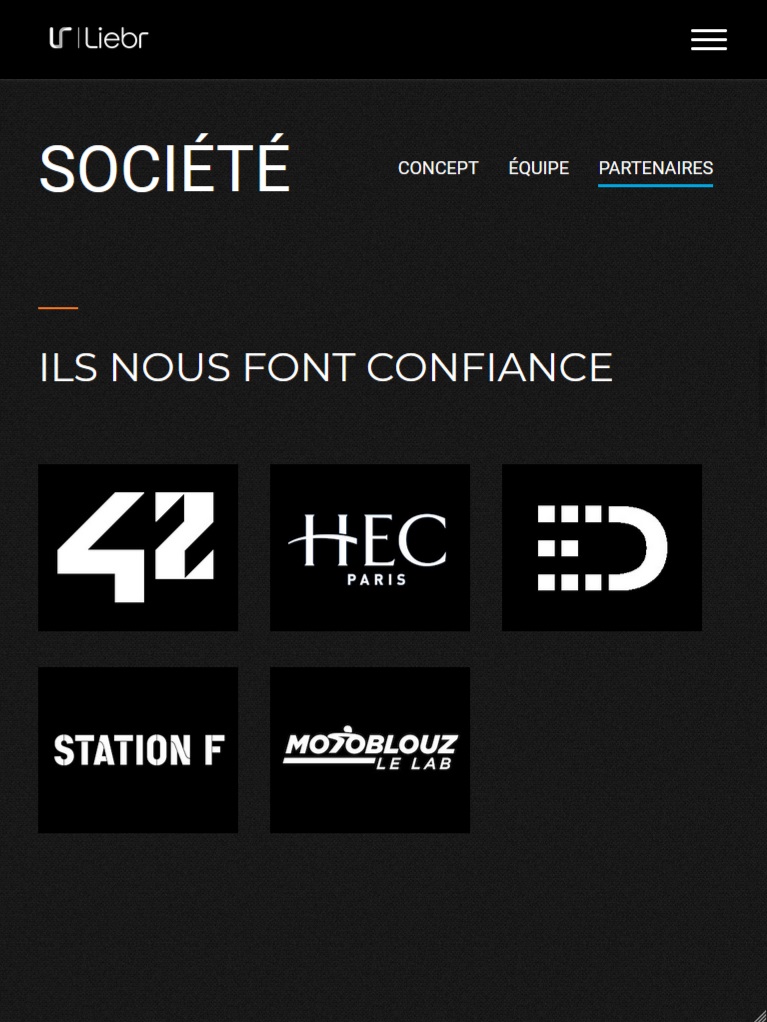 Liebr
SOCIÉTÉ
CONCEPT ÉQUIPE PARTENAIRES
ILS NOUS FONT CONFIANCE
42
HEC
PARIS
STATION F
MOTOBLOUZ
LE LAB